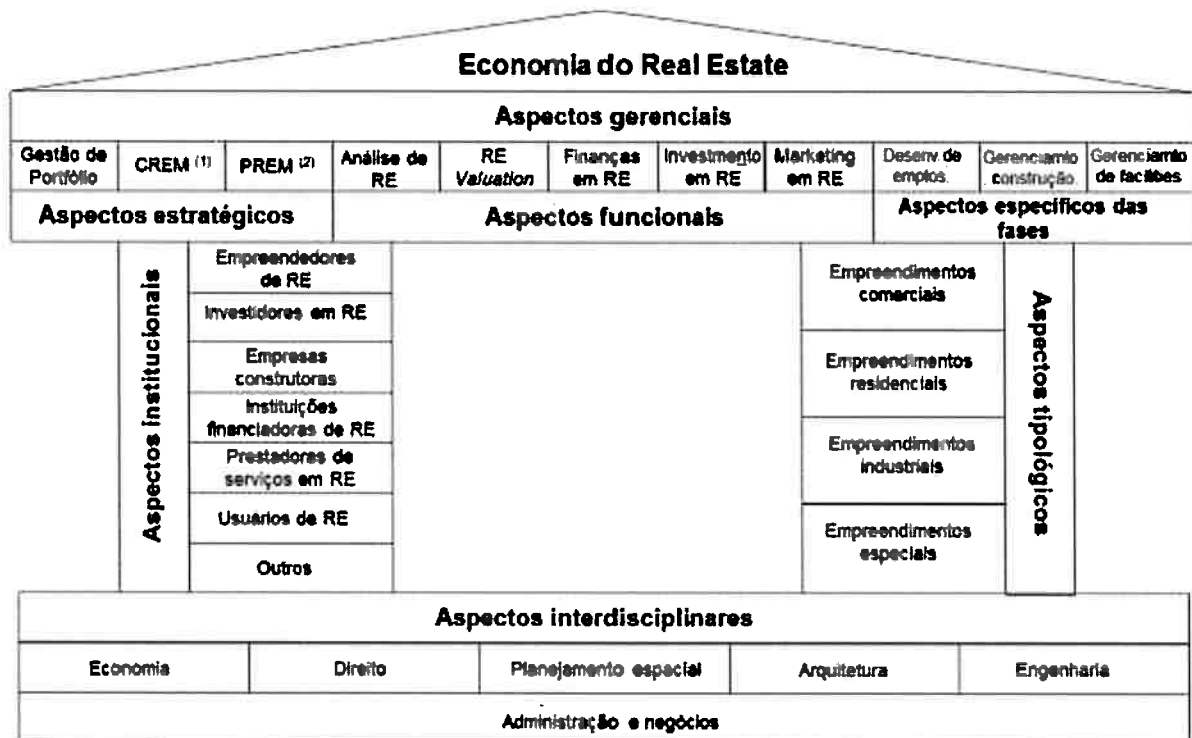 Economia do Real Estate
Aspectos gerenciais
Gestão de
Portfólio
CREM (1)
PREM (2)
Análise de
RE
RE
Valuation
Finanças
em RE
Investimento
em RE
Marketing
em RE
Desenv. de
emptos.
Gerenciamto
construção
Gerenciamto
de facilities
Aspectos estratégicos
Aspectos funcionais
Aspectos específicos das
fases
Aspectos institucionais
Empreendedores
de RE
Investidores em RE
Empresas
construtoras
Instituições
financiadoras de RE
Prestadores de
serviços em RE
Usuários de RE
Outros
Empreendimentos
comerciais
Empreendimentos
residenciais
Empreendimentos
industriais
Empreendimentos
especiais
Aspectos tipológicos
Aspectos interdisciplinares
Economia
Direito
Planejamento espacial
Arquitetura
Engenharia
Administração e negócios